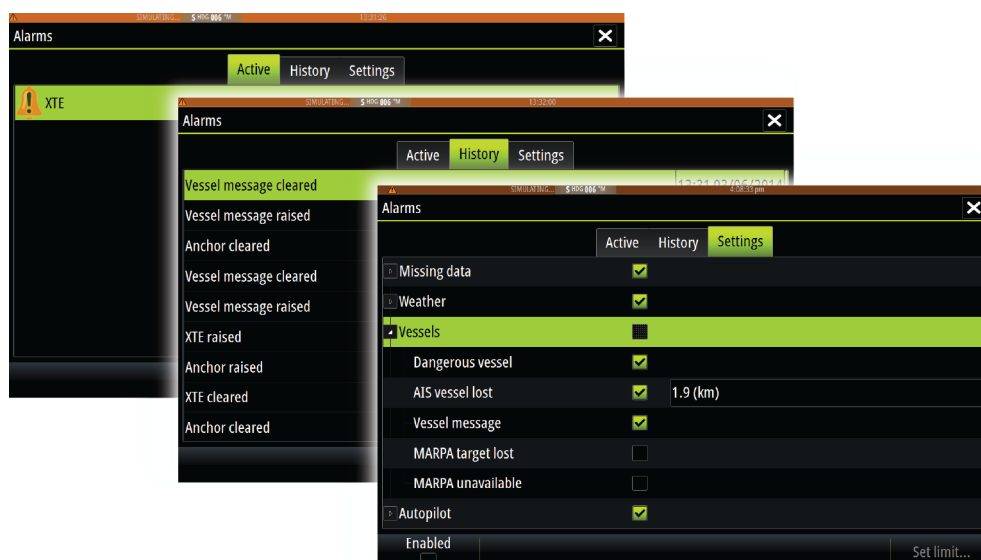 SIMULATING... S HDG 006 °M 13:31:26
Alarms
Active History Settings
XTE
SIMULATING... S HDG 006 °M 13:32:00
Alarms
Active History Settings
Vessel message cleared 13:31 03/06/2014
Vessel message raised
Anchor cleared
Vessel message cleared
Vessel message raised
XTE raised
Anchor raised
XTE cleared
Anchor cleared
SIMULATING... S HDG 006 °M 4:08:33 pm
Alarms
Active History Settings
Missing data
Weather
Vessels
Dangerous vessel
AIS vessel lost 1.9 (km)
Vessel message
MARPA target lost
MARPA unavailable
Autopilot
Enabled
Set limit...